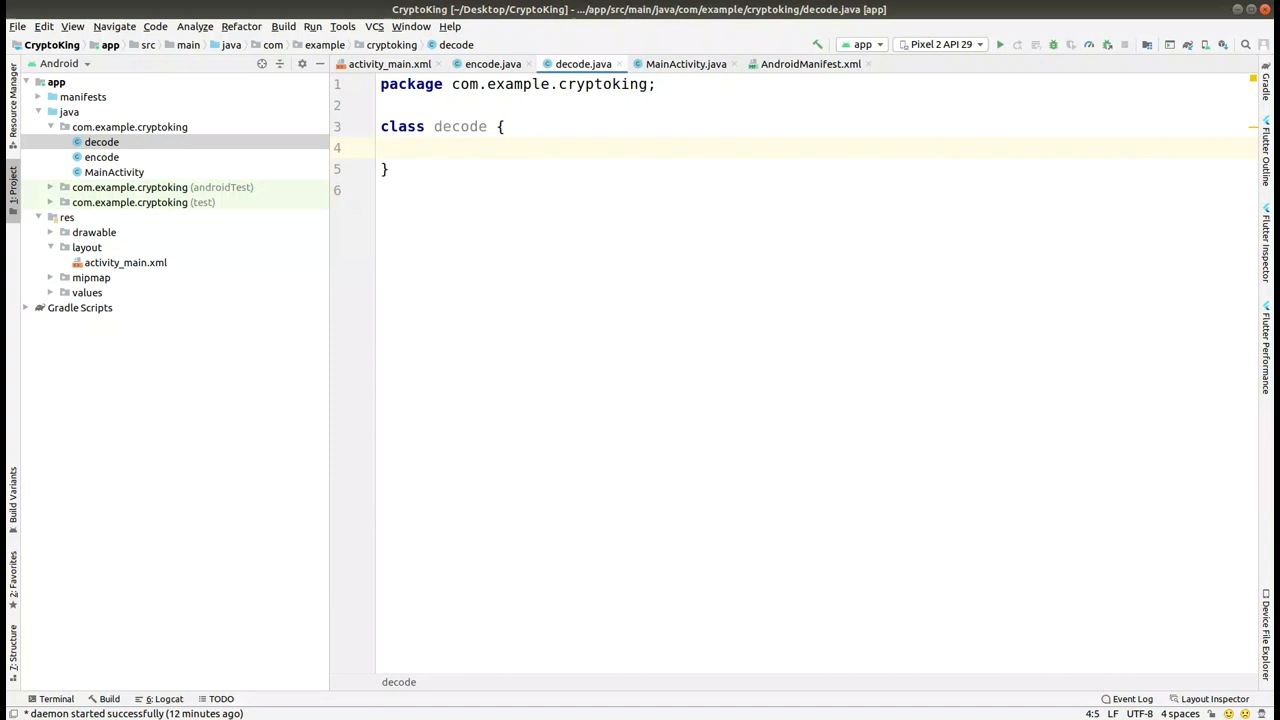 CryptoKing [~/Desktop/CryptoKing] - .../app/src/main/java/com/example/cryptoking/decode.java [app]
File Edit View Navigate Code Analyze Refactor Build Run Tools VCS Window Help
CryptoKing app src main java com example cryptoking decode app Pixel 2 API 29
Android activity_main.xml encode.java decode.java MainActivity.java AndroidManifest.xml
Resource Manager
1: Project
Build Variants
2: Favorites
7: Structure
app
manifests
java
com.example.cryptoking
decode
encode
MainActivity
com.example.cryptoking (androidTest)
com.example.cryptoking (test)
res
drawable
layout
activity_main.xml
mipmap
values
Gradle Scripts
1 package com.example.cryptoking;
2
3 class decode {
4
5 }
6
decode
Gradle
Flutter Outline
Flutter Inspector
Flutter Performance
Device File Explorer
Terminal Build 6: Logcat TODO Event Log Layout Inspector
* daemon started successfully (12 minutes ago) 4:5 LF UTF-8 4 spaces